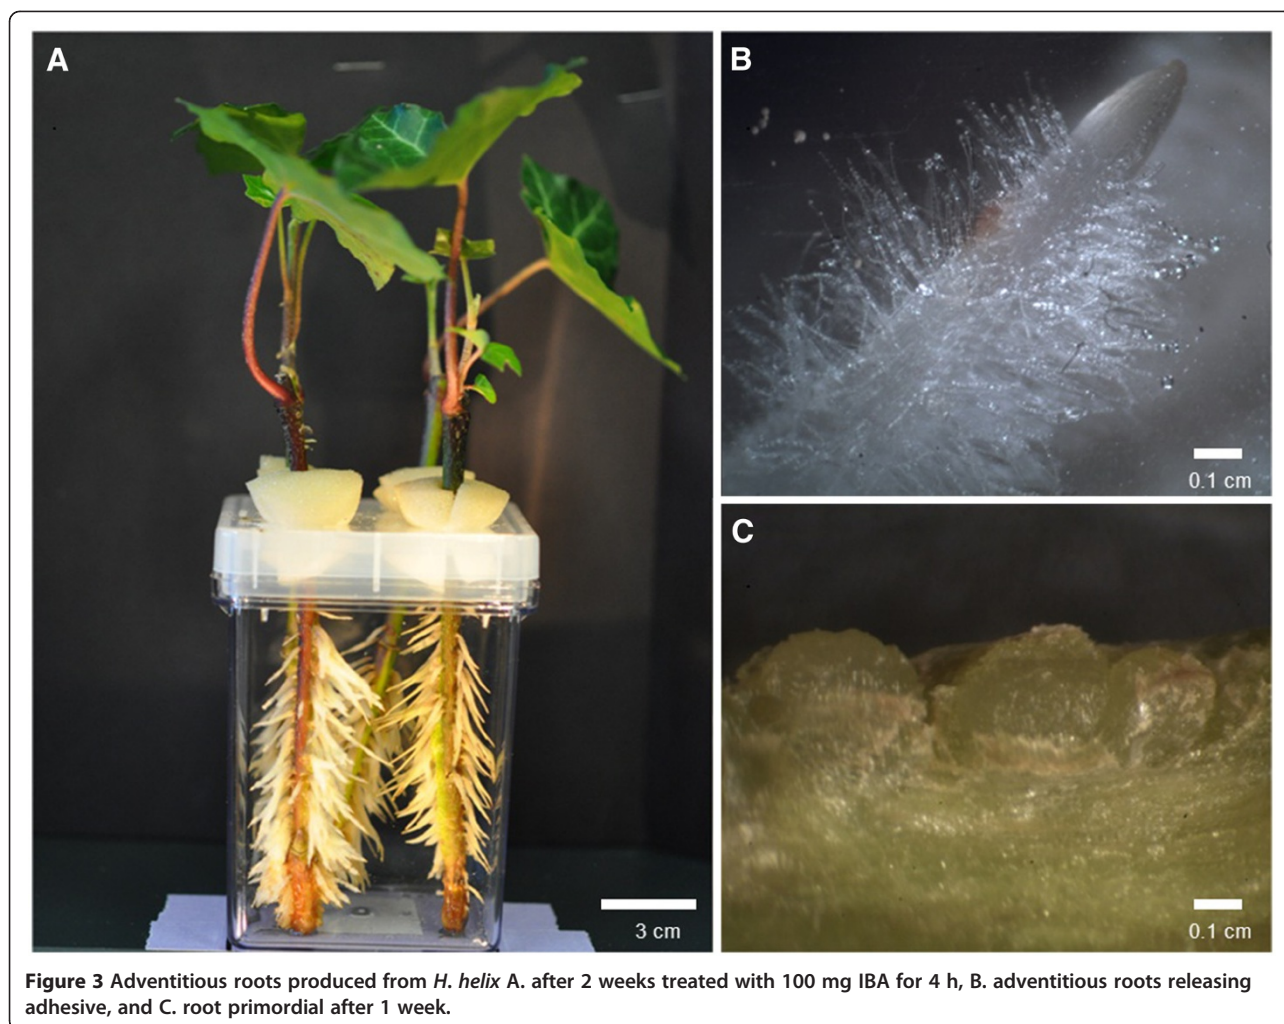 A
B
0.1 cm
C
3 cm
0.1 cm
Figure 3 Adventitious roots produced from H. helix A. after 2 weeks treated with 100 mg IBA for 4 h, B. adventitious roots releasing
adhesive, and C. root primordial after 1 week.